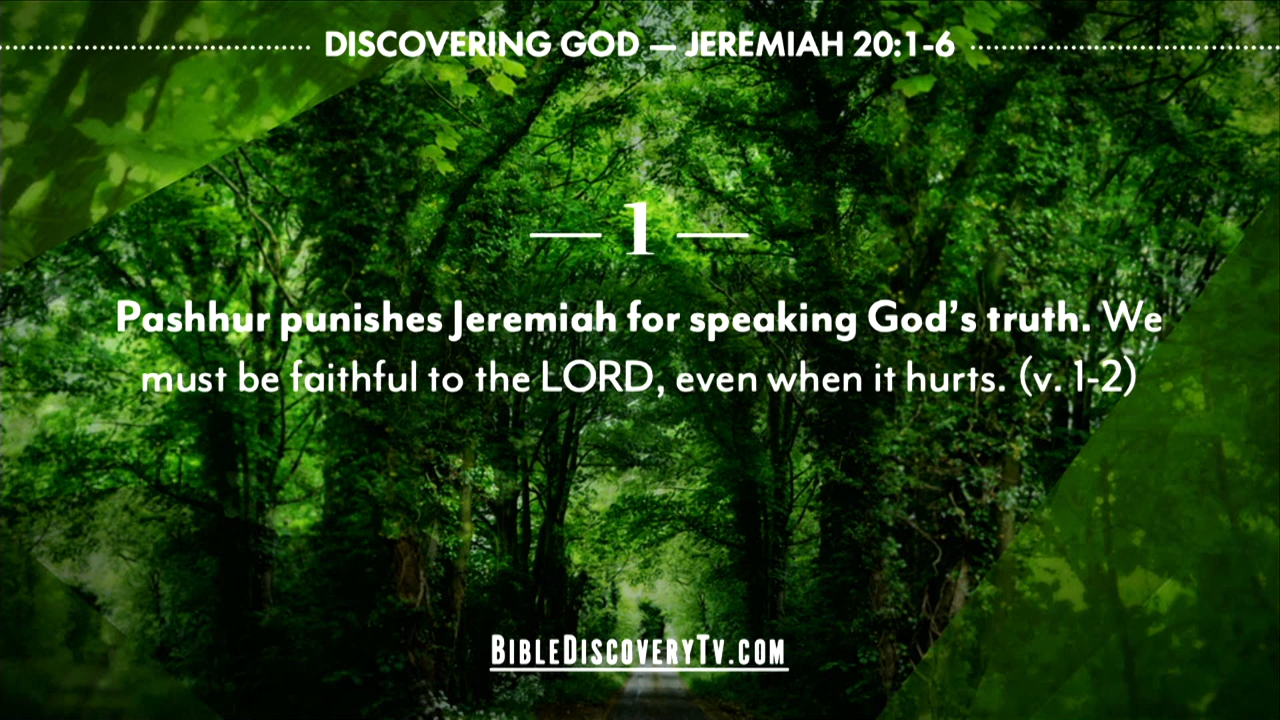 DISCOVERING GOD — JEREMIAH 20:1-6
— 1 —
Pashhur punishes Jeremiah for speaking God’s truth. We
must be faithful to the LORD, even when it hurts. (v. 1-2)
BIBLEDISCOVERYTV.COM